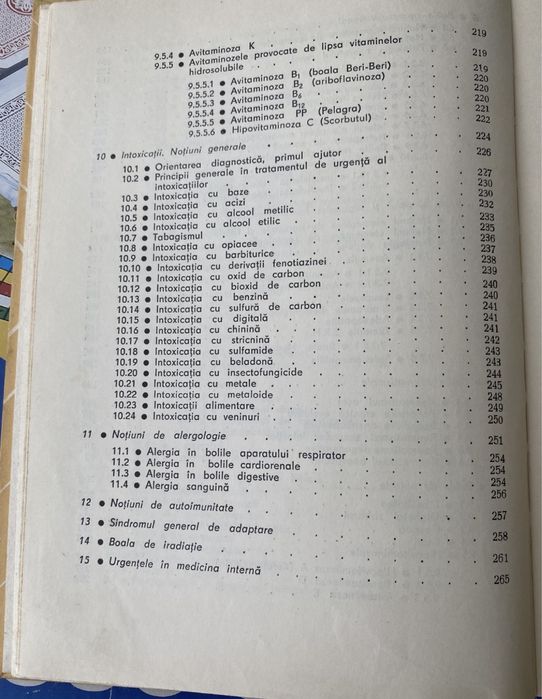 9.5.4 ● Avitaminoza K . . . . . . . 219
9.5.5 ● Avitaminozele provocate de lipsa vitaminelor
hidrosolubile . . . . . . . 219
9.5.5.1 ● Avitaminoza B1 (boala Beri-Beri) . . . 219
9.5.5.2 ● Avitaminoza B2 (ariboflavinoza) . . . 220
9.5.5.3 ● Avitaminoza B6 . . . . . 220
9.5.5.4 ● Avitaminoza B12 . . . . . 220
9.5.5.5 ● Avitaminoza PP (Pelagra) . . . . 221
9.5.5.6 ● Hipovitaminoza C (Scorbutul) . . . 222
10 ● Intoxicații. Noțiuni generale . . . . . . 224
10.1 ● Orientarea diagnostică, primul ajutor . . . . 226
10.2 ● Principii generale în tratamentul de urgență al
intoxicațiilor . . . . . . . 227
10.3 ● Intoxicația cu baze . . . . . . 230
10.4 ● Intoxicația cu acizi . . . . . . 230
10.5 ● Intoxicația cu alcool metilic . . . . . 232
10.6 ● Intoxicația cu alcool etilic . . . . . 233
10.7 ● Tabagismul . . . . . . . 235
10.8 ● Intoxicația cu opiacee . . . . . . 236
10.9 ● Intoxicația cu barbiturice . . . . . 237
10.10 ● Intoxicația cu derivații fenotiazinei . . . . 238
10.11 ● Intoxicația cu oxid de carbon . . . . . 239
10.12 ● Intoxicația cu bioxid de carbon . . . . 240
10.13 ● Intoxicația cu benzină . . . . . . 240
10.14 ● Intoxicația cu sulfură de carbon . . . . 241
10.15 ● Intoxicația cu digitală . . . . . . 241
10.16 ● Intoxicația cu chinină . . . . . . 241
10.17 ● Intoxicația cu stricnină . . . . . . 242
10.18 ● Intoxicația cu sulfamide . . . . . . 243
10.19 ● Intoxicația cu beladonă . . . . . . 243
10.20 ● Intoxicația cu insectofungicide . . . . . 244
10.21 ● Intoxicația cu metale . . . . . . 245
10.22 ● Intoxicația cu metaloide . . . . . . 248
10.23 ● Intoxicații alimentare . . . . . . 249
10.24 ● Intoxicația cu veninuri . . . . . . 250
11 ● Noțiuni de alergologie . . . . . . . 251
11.1 ● Alergia în bolile aparatului respirator . . . . 254
11.2 ● Alergia în bolile cardiorenale . . . . . 254
11.3 ● Alergia în bolile digestive . . . . . 254
11.4 ● Alergia sanguină . . . . . . . 256
12 ● Noțiuni de autoimunitate . . . . . . 257
13 ● Sindromul general de adaptare . . . . . 258
14 ● Boala de iradiație . . . . . . . 261
15 ● Urgențele în medicina internă . . . . . 265